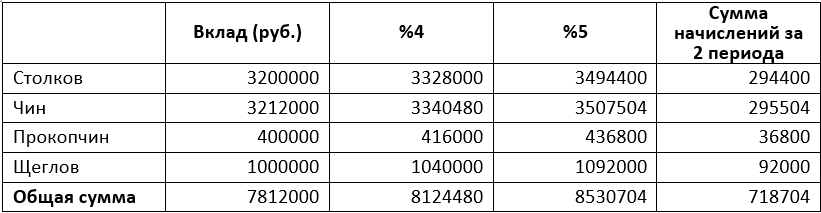 Вклад (руб.) %4 %5 Сумма начислений за 2 периода
Столков 3200000 3328000 3494400 294400
Чин 3212000 3340480 3507504 295504
Прокопчин 400000 416000 436800 36800
Щеглов 1000000 1040000 1092000 92000
Общая сумма 7812000 8124480 8530704 718704